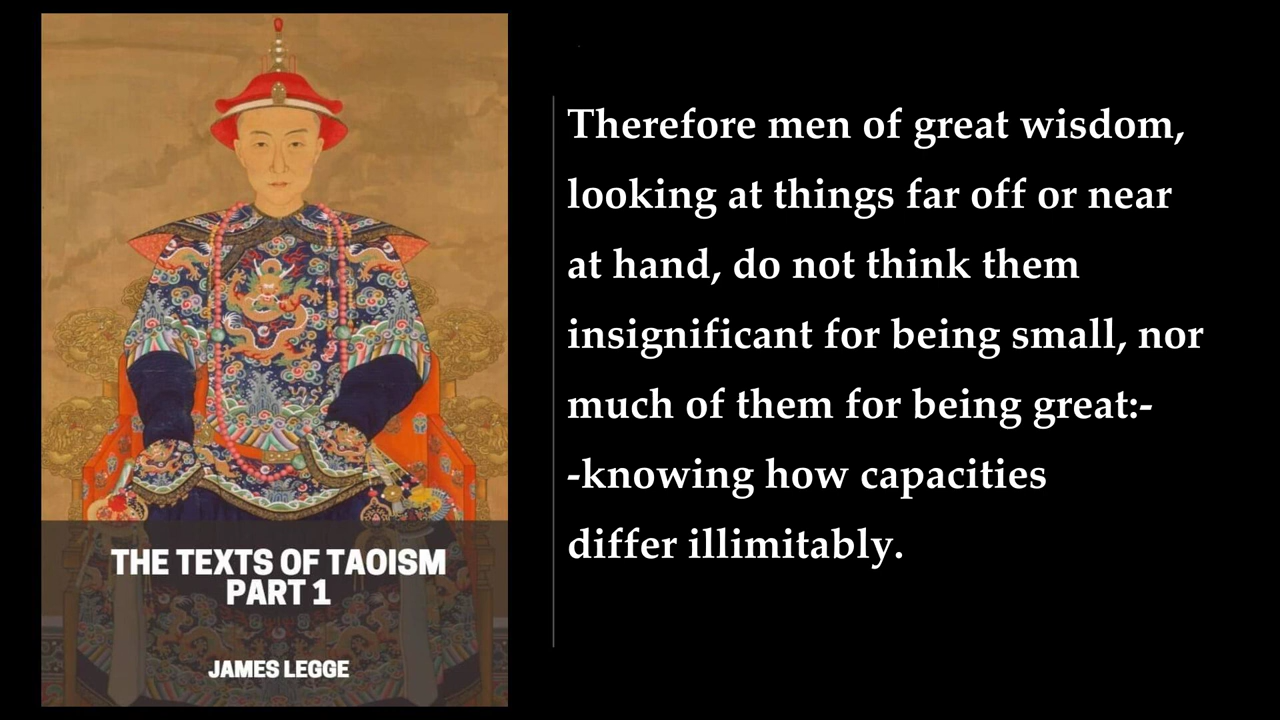 THE TEXTS OF TAOISM
PART 1
JAMES LEGGE
Therefore men of great wisdom,
looking at things far off or near
at hand, do not think them
insignificant for being small, nor
much of them for being great:-
-knowing how capacities
differ illimitably.